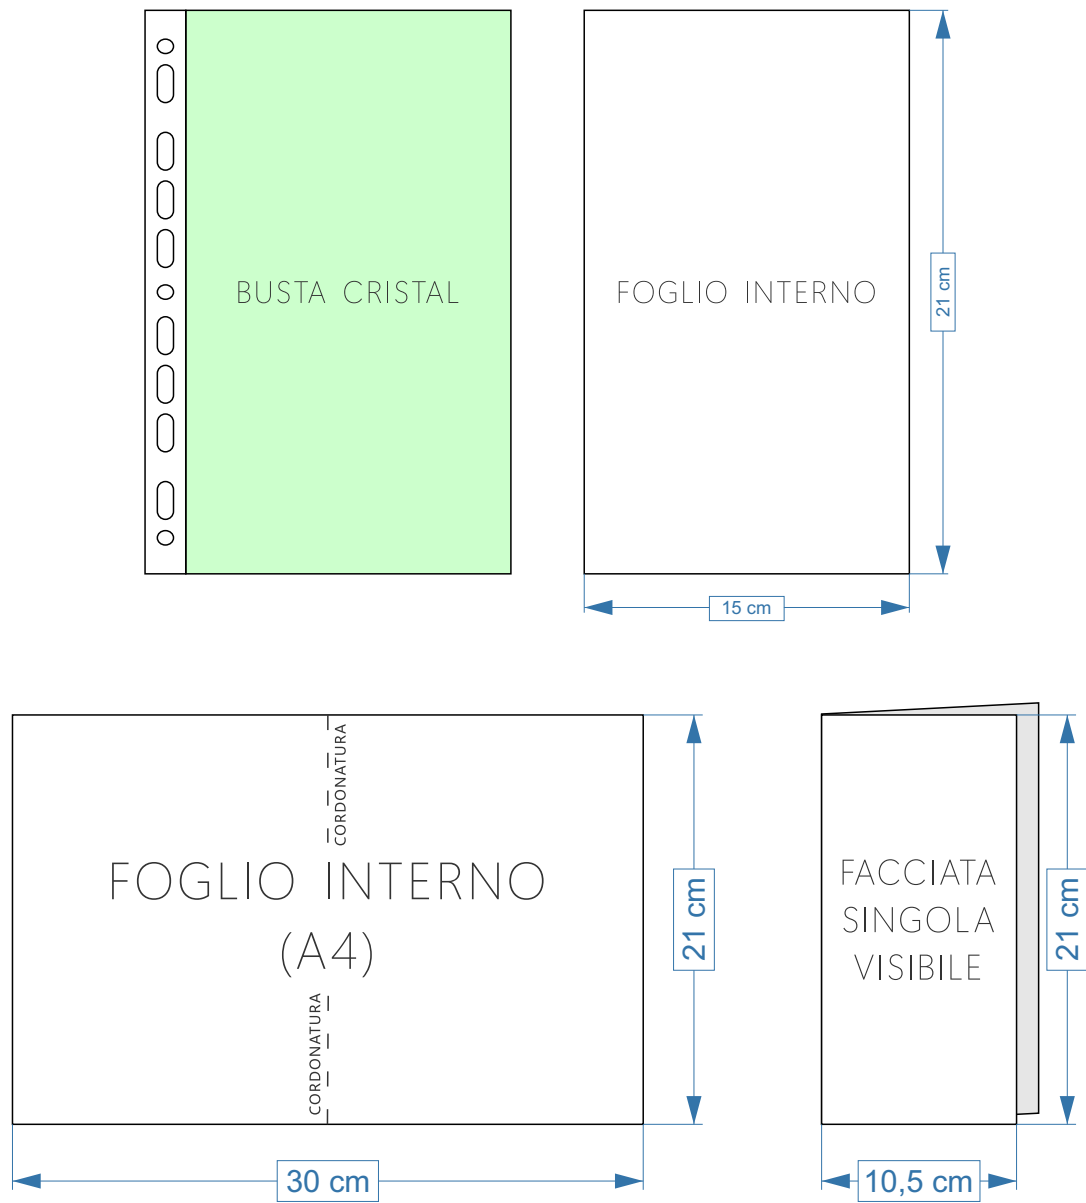 BUSTA CRISTAL
FOGLIO INTERNO
21 cm
15 cm
CORDONATURA
FOGLIO INTERNO
(A4)
CORDONATURA
21 cm
30 cm
FACCIATA
SINGOLA
VISIBILE
21 cm
10,5 cm